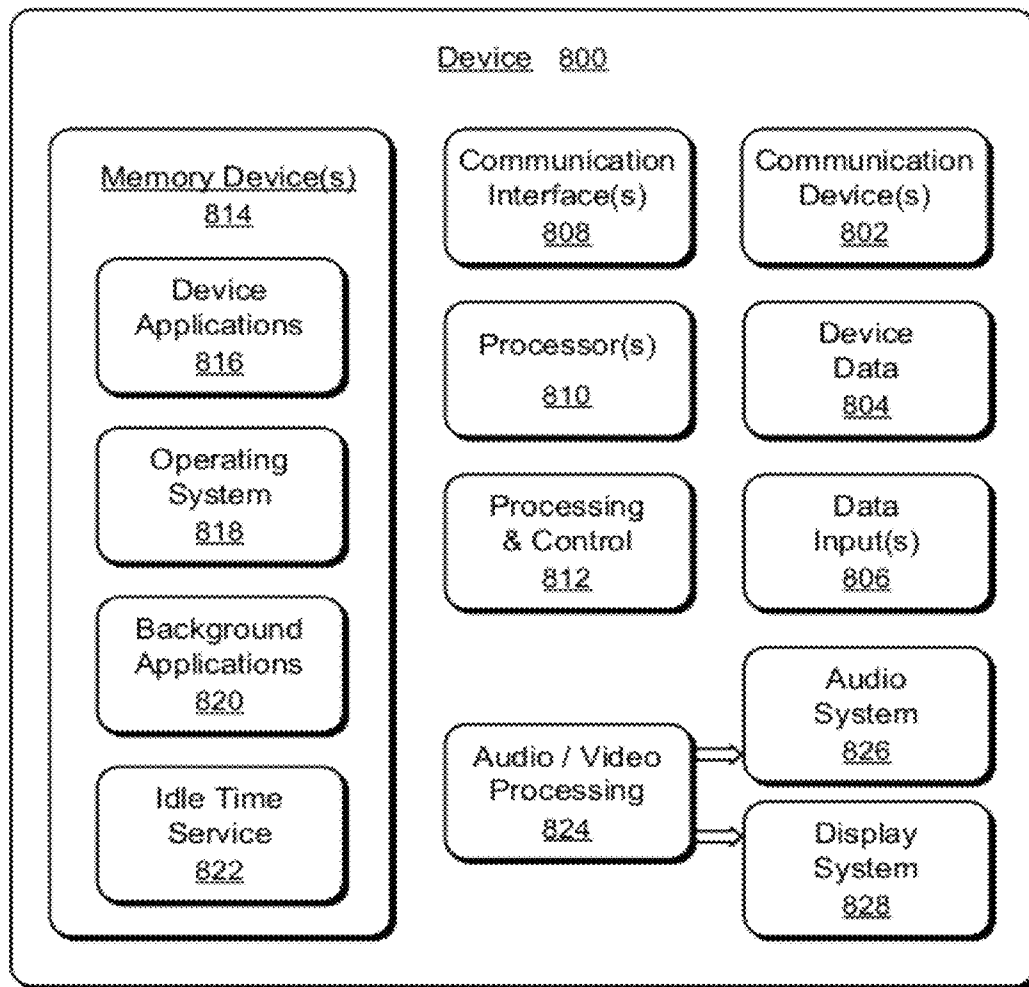 Device 800
Memory Device(s)
814
Device
Applications
816
Operating
System
818
Background
Applications
820
Idle Time
Service
822
Communication
Interface(s)
808
Communication
Device(s)
802
Processor(s)
810
Device
Data
804
Processing
& Control
812
Data
Input(s)
806
Audio / Video
Processing
824
Audio
System
826
Display
System
828